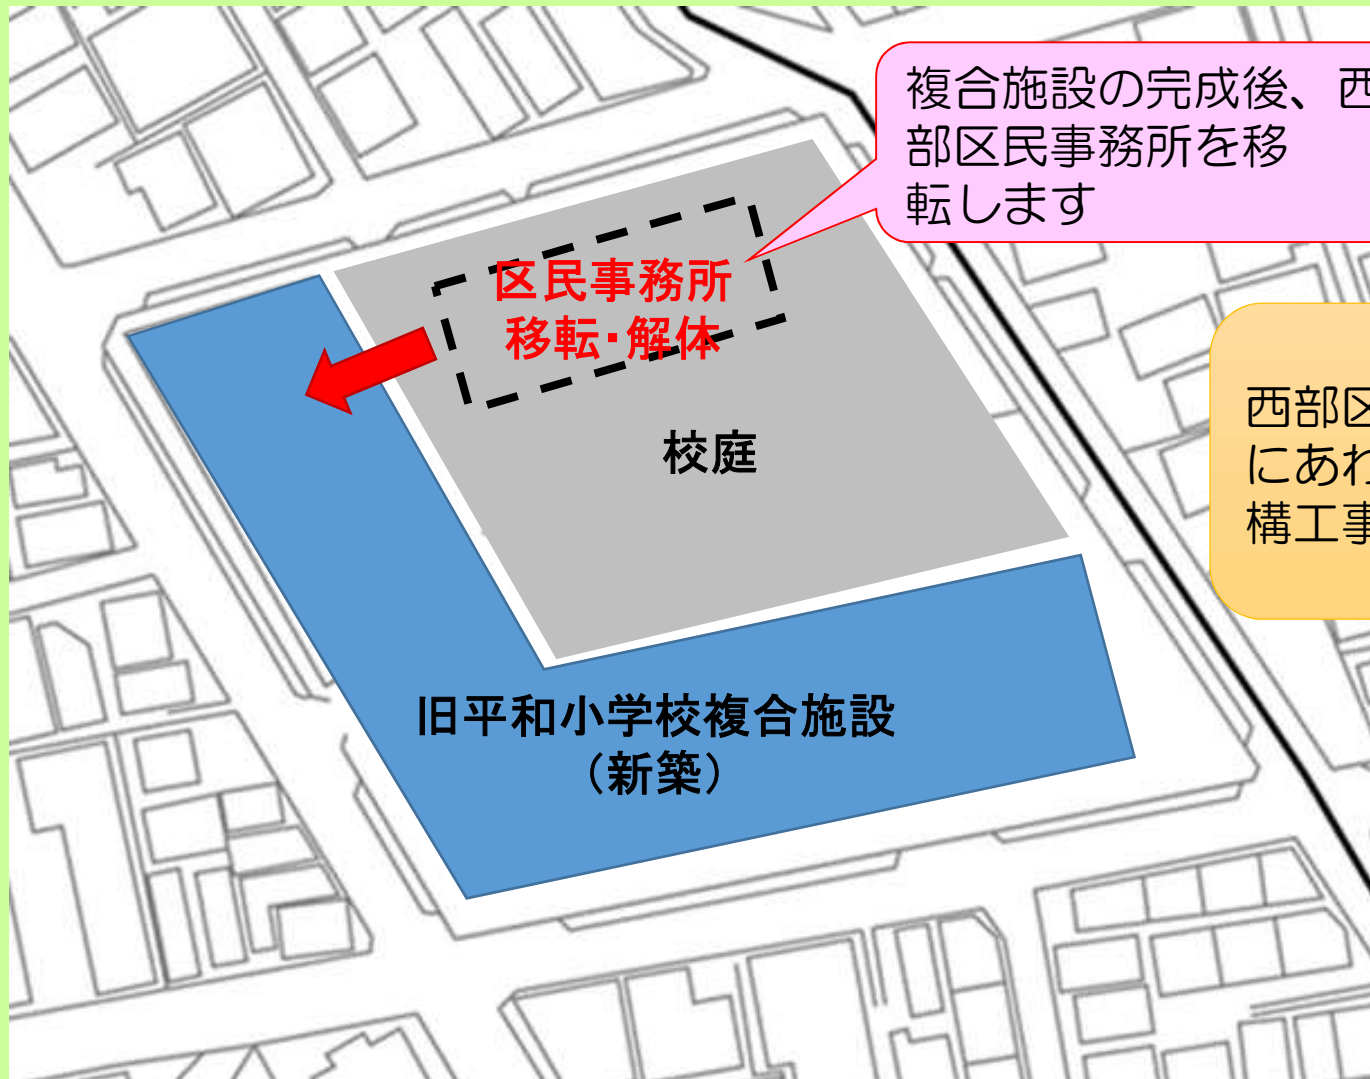 複合施設の完成後、西
部区民事務所を移
転します
区民事務所
移転・解体
西部区
にあわ
構工事
校庭
旧平和小学校複合施設
（新築）